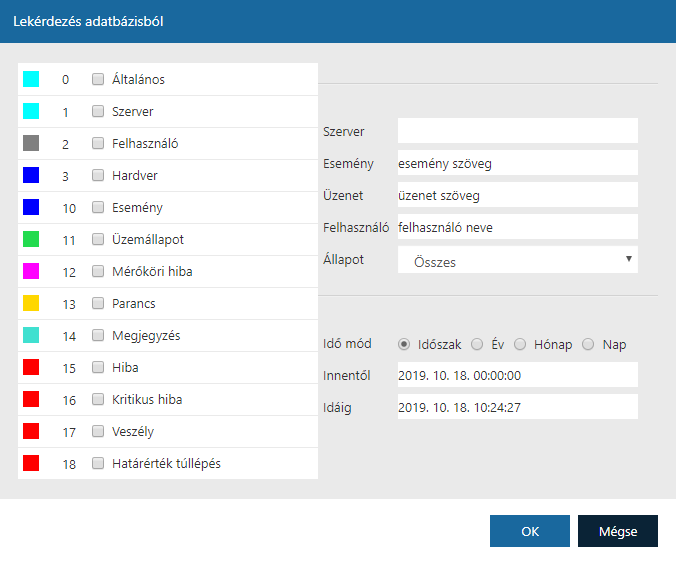 Lekérdezés adatbázisból
0 Általános
1 Szerver
2 Felhasználó
3 Hardver
10 Esemény
11 Üzemállapot
12 Mérőköri hiba
13 Parancs
14 Megjegyzés
15 Hiba
16 Kritikus hiba
17 Veszély
18 Határérték túllépés
Szerver
Esemény esemény szöveg
Üzenet üzenet szöveg
Felhasználó felhasználó neve
Állapot Összes
Idő mód Időszak Év Hónap Nap
Innentől 2019. 10. 18. 00:00:00
Idáig 2019. 10. 18. 10:24:27
OK Mégse